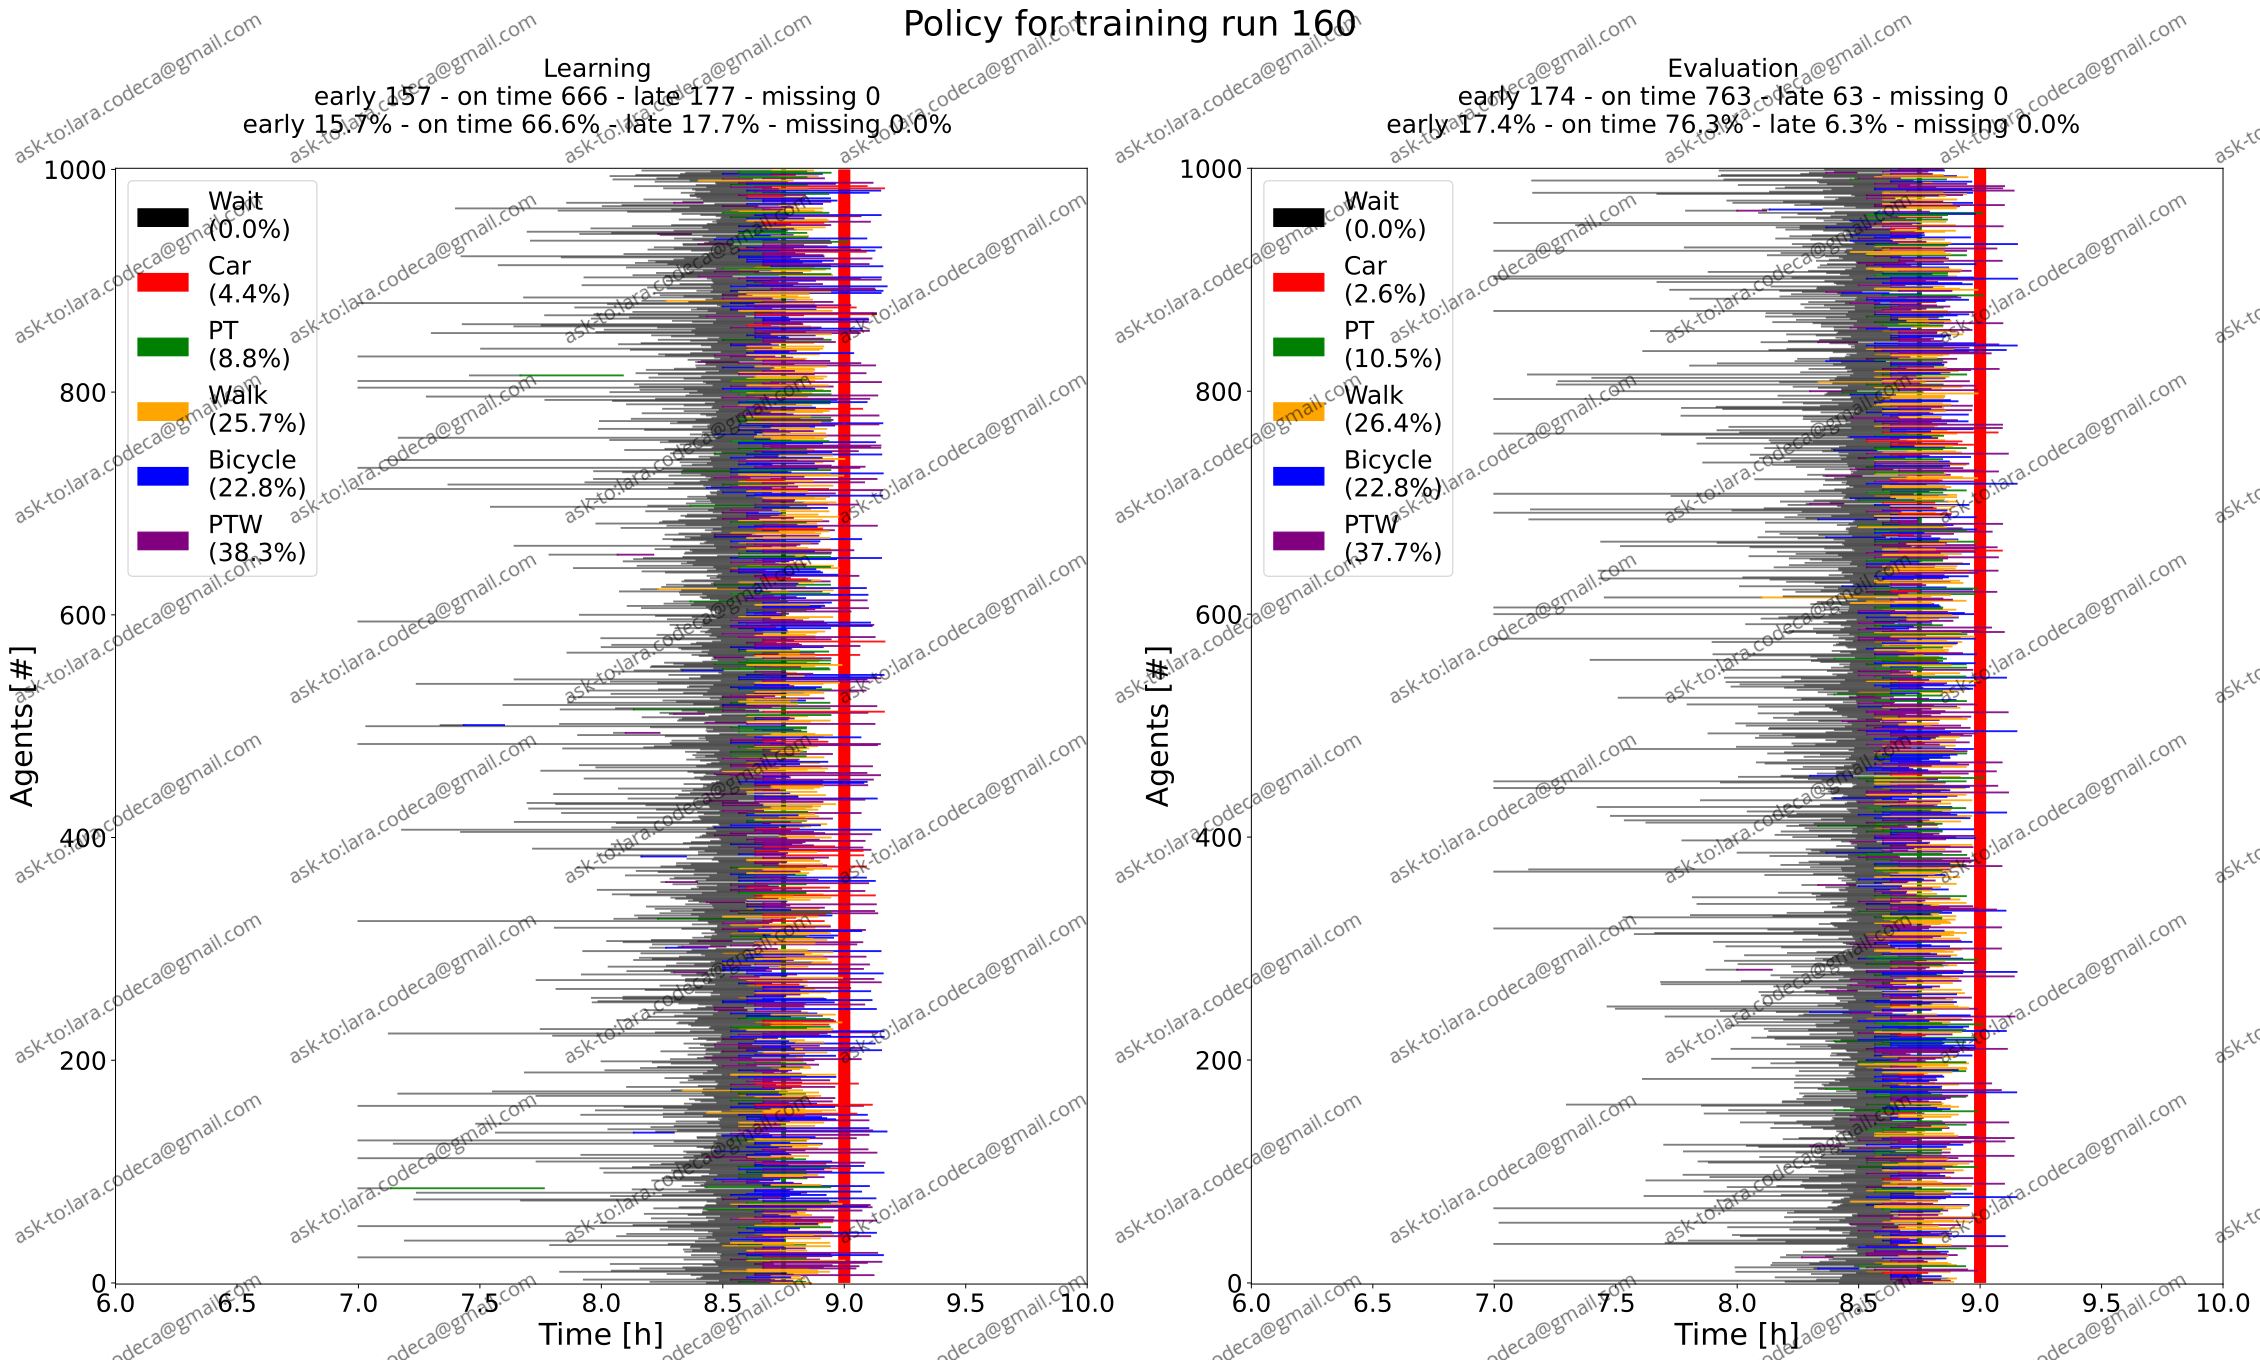 Policy for training run 160
Learning
early 157 - on time 666 - late 177 - missing 0
early 15.7% - on time 66.6% - late 17.7% - missing 0.0%
Evaluation
early 174 - on time 763 - late 63 - missing 0
early 17.4% - on time 76.3% - late 6.3% - missing 0.0%
Agents [#]
1000
800
600
400
200
0
Wait
(0.0%)
Car
(4.4%)
PT
(8.8%)
Walk
(25.7%)
Bicycle
(22.8%)
PTW
(38.3%)
6.0 6.5 7.0 7.5 8.0 8.5 9.0 9.5 10.0
Time [h]
Agents [#]
1000
800
600
400
200
0
Wait
(0.0%)
Car
(2.6%)
PT
(10.5%)
Walk
(26.4%)
Bicycle
(22.8%)
PTW
(37.7%)
6.0 6.5 7.0 7.5 8.0 8.5 9.0 9.5 10.0
Time [h]
ask-to:lara.codeca@gmail.com